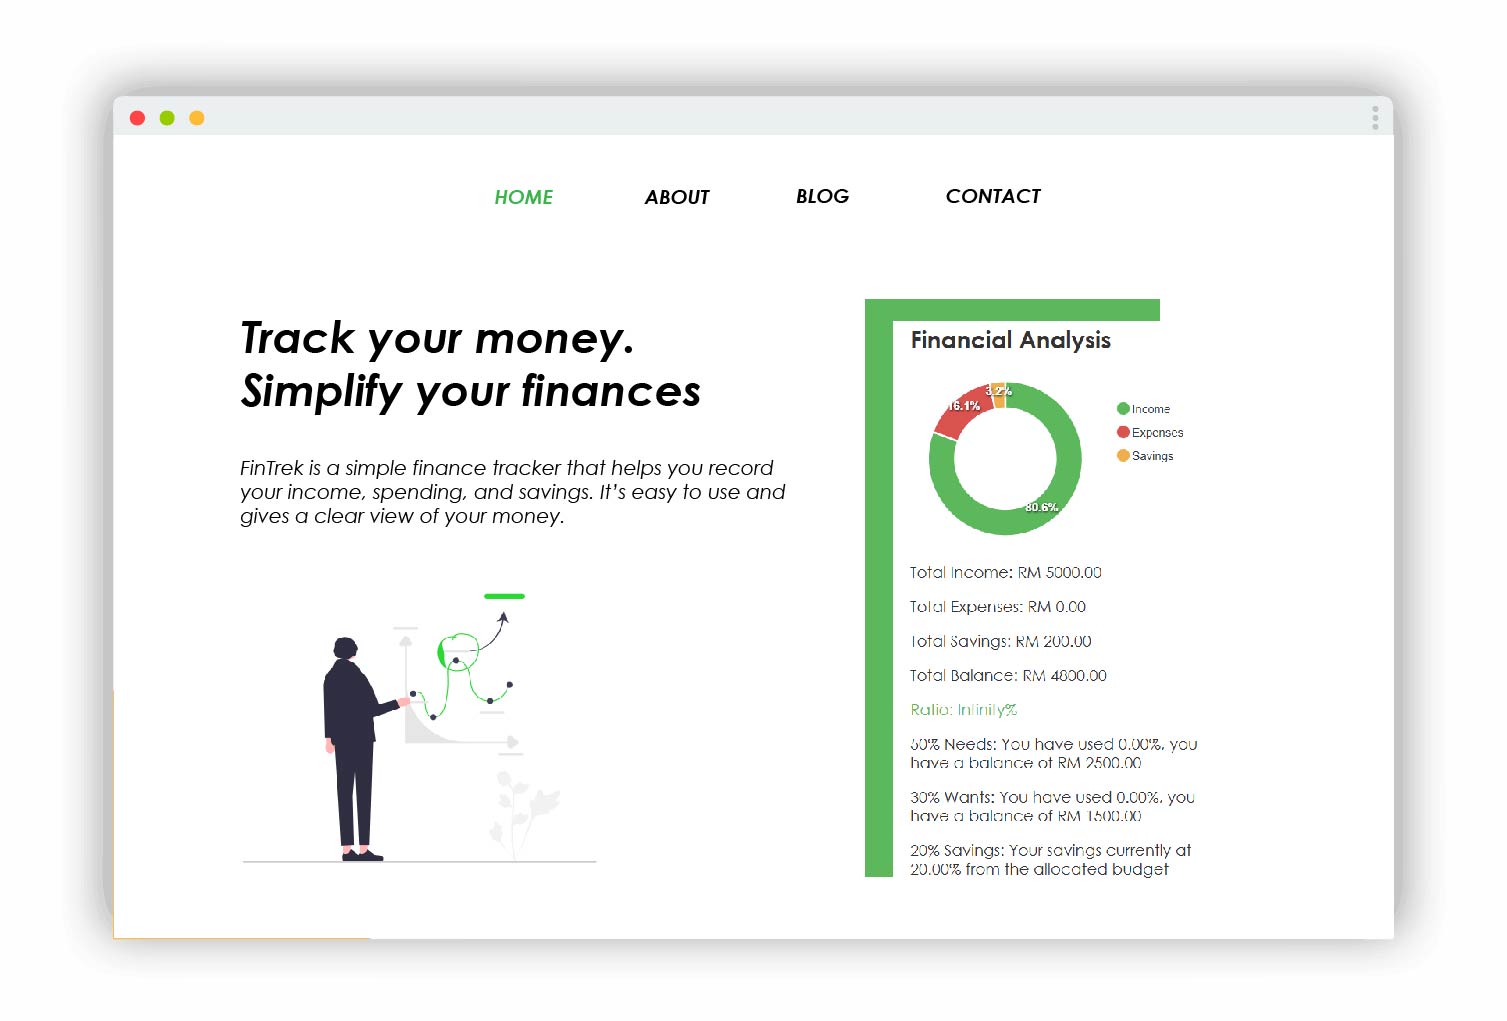 HOME
ABOUT
BLOG
CONTACT
Track your money.
Simplify your finances
FinTrek is a simple finance tracker that helps you record
your income, spending, and savings. It’s easy to use and
gives a clear view of your money.
Financial Analysis
3.2%
16.1%
80.6%
Income
Expenses
Savings
Total Income: RM 5000.00
Total Expenses: RM 0.00
Total Savings: RM 200.00
Total Balance: RM 4800.00
Ratio: Infinity%
50% Needs: You have used 0.00%, you
have a balance of RM 2500.00
30% Wants: You have used 0.00%, you
have a balance of RM 1500.00
20% Savings: Your savings currently at
20.00% from the allocated budget